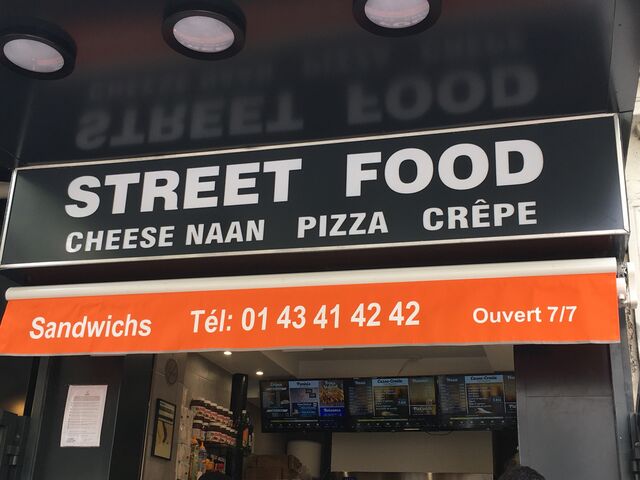 STREET FOOD
CHEESE NAAN PIZZA CRÊPE
Sandwichs Tél: 01 43 41 42 42 Ouvert 7/7